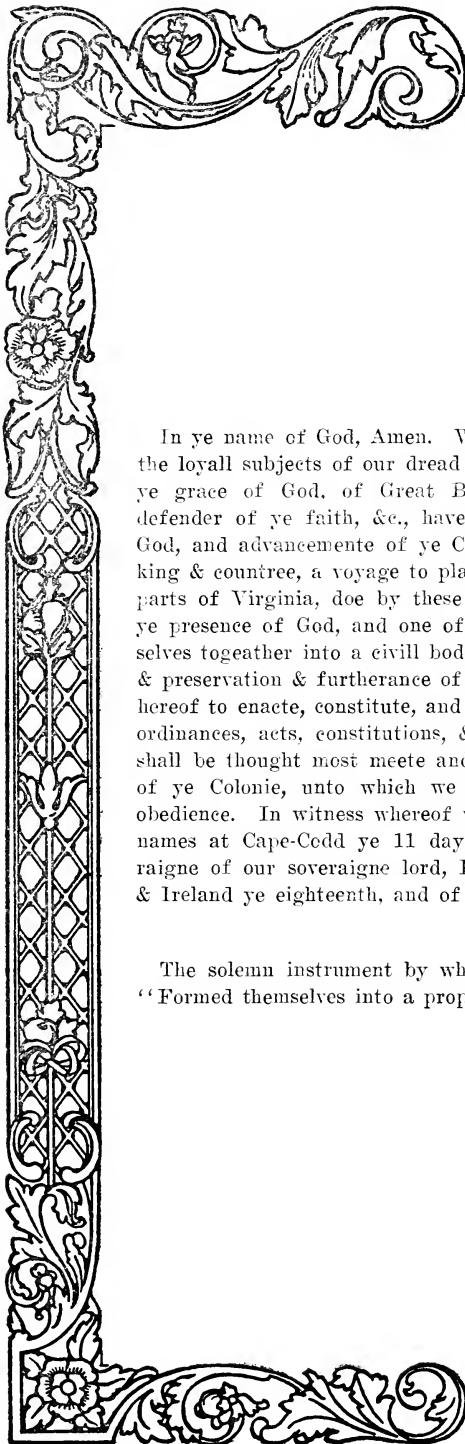 In ye name of God, Amen.
the loyall subjects of our dread
ye grace of God, of Great B
defender of ye faith, &c., have
God, and advancemente of ye C
king & countree, a voyage to pla
parts of Virginia, doe by these
ye presence of God, and one of
selves togeather into a civill bod
& preservation & furtherance of
hereof to enacte, constitute, and
ordinances, acts, constitutions, &
shall be thought most meete and
of ye Colonie, unto which we
obedience. In witness whereof
names at Cape-Codd ye 11 day
raigne of our soveraigne lord,
& Ireland ye eighteenth, and of
The solemn instrument by wh
“Formed themselves into a prop